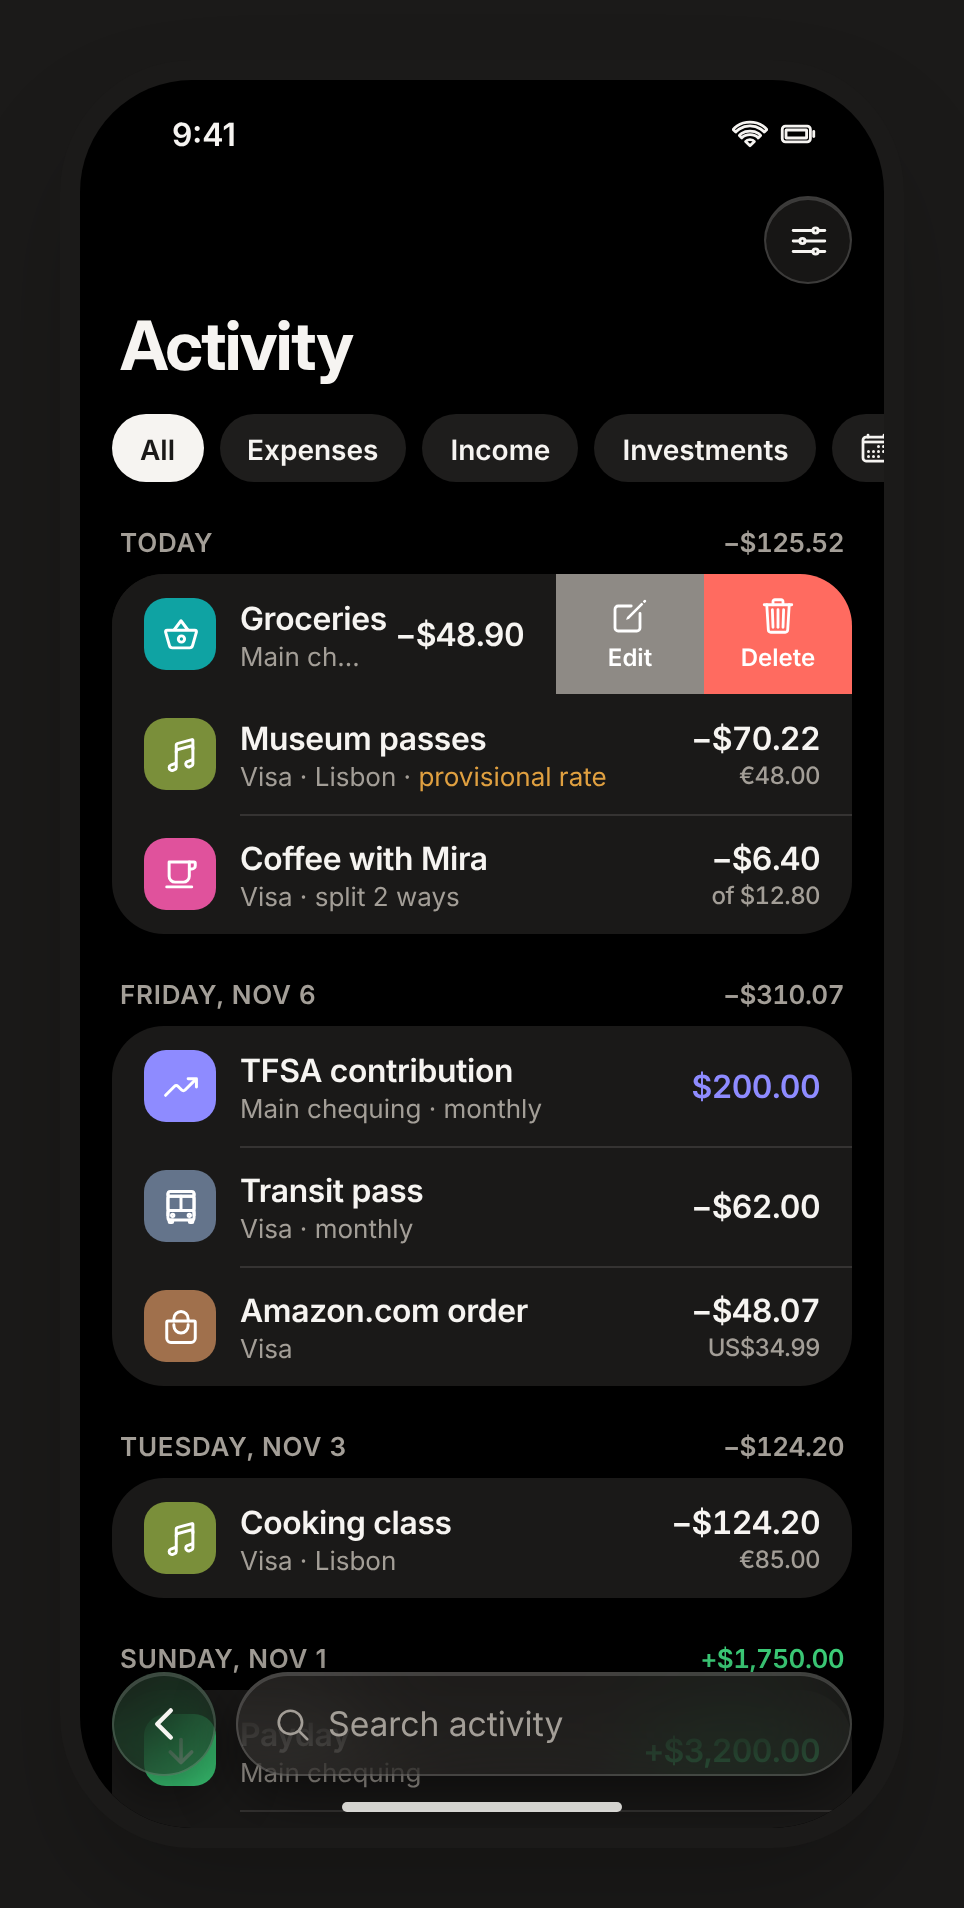 9:41
Activity
All Expenses Income Investments
TODAY −$125.52
Groceries −$48.90 Edit Delete
Main ch...
Museum passes −$70.22
Visa · Lisbon · provisional rate €48.00
Coffee with Mira −$6.40
Visa · split 2 ways of $12.80
FRIDAY, NOV 6 −$310.07
TFSA contribution $200.00
Main chequing · monthly
Transit pass −$62.00
Visa · monthly
Amazon.com order −$48.07
Visa US$34.99
TUESDAY, NOV 3 −$124.20
Cooking class −$124.20
Visa · Lisbon €85.00
SUNDAY, NOV 1 +$1,750.00
Search activity
Payday +$3,200.00
Main chequing